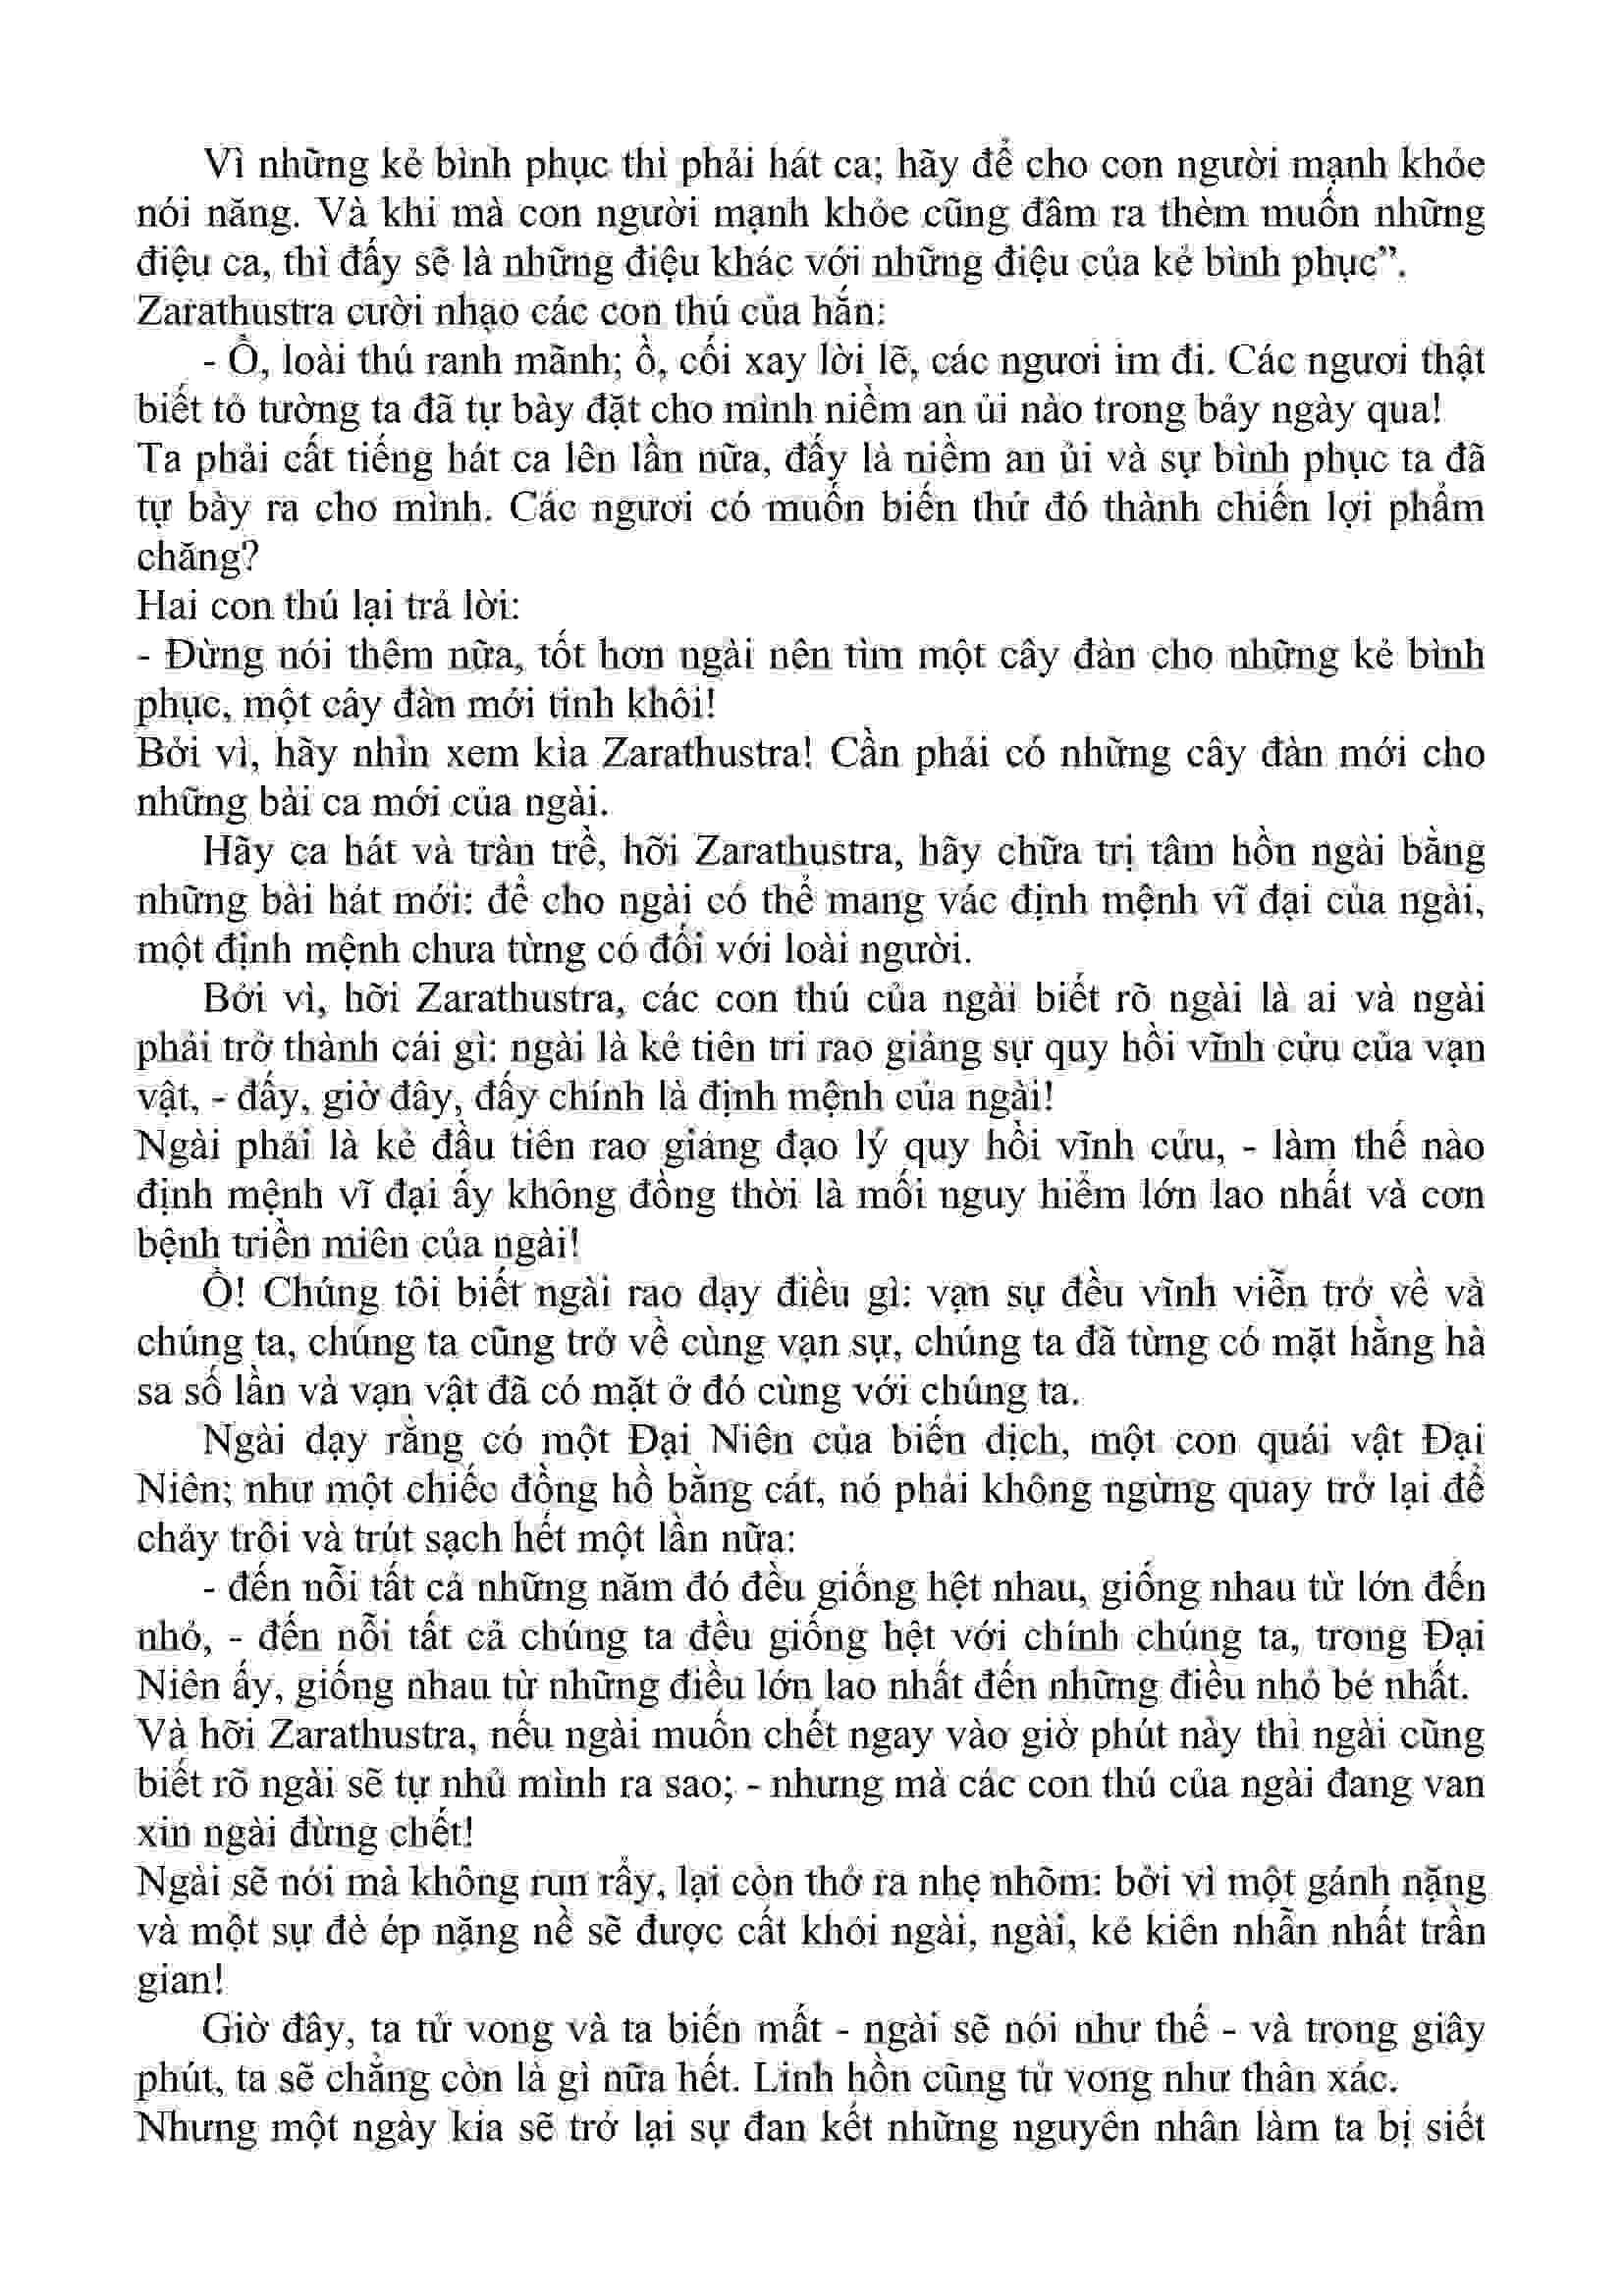 Vì những kẻ bình phục thì phải hát ca; hãy để cho con người mạnh khỏe
nói năng. Và khi mà con người mạnh khỏe cũng đâm ra thèm muốn những
điệu ca, thì đấy sẽ là những điệu khác với những điệu của kẻ bình phục”.
Zarathustra cười nhạo các con thú của hắn:
- Ồ, loài thú ranh mãnh; ồ, cối xay lời lẽ, các ngươi im đi. Các ngươi thật
biết tỏ tường ta đã tự bày đặt cho mình niềm an ủi nào trong bảy ngày qua!
Ta phải cất tiếng hát ca lên lần nữa, đấy là niềm an ủi và sự bình phục ta đã
tự bày ra cho mình. Các ngươi có muốn biến thứ đó thành chiến lợi phẩm
chăng?
Hai con thú lại trả lời:
- Đừng nói thêm nữa, tốt hơn ngài nên tìm một cây đàn cho những kẻ bình
phục, một cây đàn mới tinh khôi!
Bởi vì, hãy nhìn xem kìa Zarathustra! Cần phải có những cây đàn mới cho
những bài ca mới của ngài.
Hãy ca hát và tràn trề, hỡi Zarathustra, hãy chữa trị tâm hồn ngài bằng
những bài hát mới: để cho ngài có thể mang vác định mệnh vĩ đại của ngài,
một định mệnh chưa từng có đối với loài người.
Bởi vì, hỡi Zarathustra, các con thú của ngài biết rõ ngài là ai và ngài
phải trở thành cái gì: ngài là kẻ tiên tri rao giảng sự quy hồi vĩnh cửu của vạn
vật, - đấy, giờ đây, đấy chính là định mệnh của ngài!
Ngài phải là kẻ đầu tiên rao giảng đạo lý quy hồi vĩnh cửu, - làm thế nào
định mệnh vĩ đại ấy không đồng thời là mối nguy hiểm lớn lao nhất và cơn
bệnh triền miên của ngài!
Ồ! Chúng tôi biết ngài rao dạy điều gì: vạn sự đều vĩnh viễn trở về và
chúng ta, chúng ta cũng trở về cùng vạn sự, chúng ta đã từng có mặt hằng hà
sa số lần và vạn vật đã có mặt ở đó cùng với chúng ta.
Ngài dạy rằng có một Đại Niên của biến dịch, một con quái vật Đại
Niên; như một chiếc đồng hồ bằng cát, nó phải không ngừng quay trở lại để
chảy trôi và trút sạch hết một lần nữa:
- đến nỗi tất cả những năm đó đều giống hệt nhau, giống nhau từ lớn đến
nhỏ, - đến nỗi tất cả chúng ta đều giống hệt với chính chúng ta, trong Đại
Niên ấy, giống nhau từ những điều lớn lao nhất đến những điều nhỏ bé nhất.
Và hỡi Zarathustra, nếu ngài muốn chết ngay vào giờ phút này thì ngài cũng
biết rõ ngài sẽ tự nhủ mình ra sao; - nhưng mà các con thú của ngài đang van
xin ngài đừng chết!
Ngài sẽ nói mà không run rẩy, lại còn thở ra nhẹ nhõm: bởi vì một gánh nặng
và một sự đè ép nặng nề sẽ được cất khỏi ngài, ngài, kẻ kiên nhẫn nhất trần
gian!
Giờ đây, ta tử vong và ta biến mất - ngài sẽ nói như thế - và trong giây
phút, ta sẽ chẳng còn là gì nữa hết. Linh hồn cũng tử vong như thân xác.
Nhưng một ngày kia sẽ trở lại sự đan kết những nguyên nhân làm ta bị siết